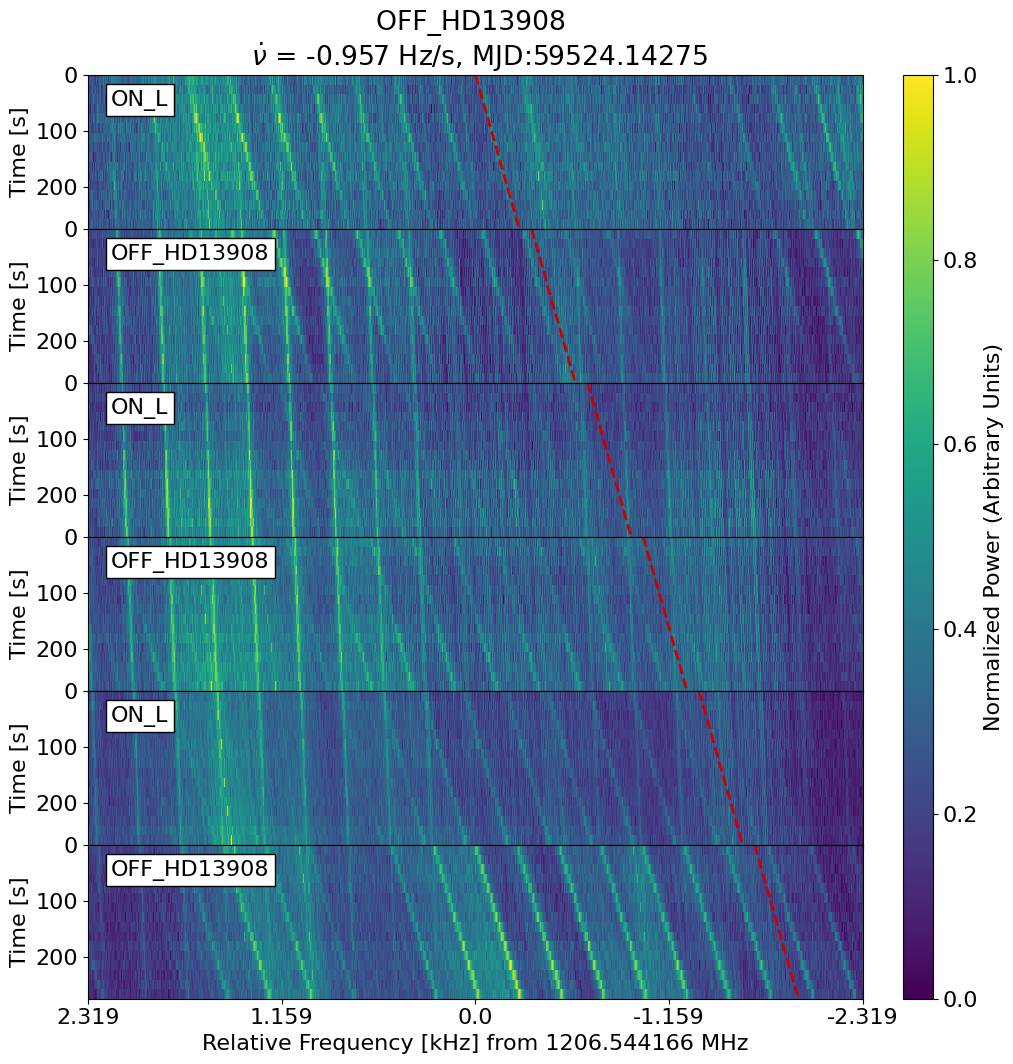 OFF_HD13908
ν̇ = -0.957 Hz/s, MJD:59524.14275
ON_L
OFF_HD13908
ON_L
OFF_HD13908
ON_L
OFF_HD13908
0
100
200
0
100
200
0
100
200
0
100
200
0
100
200
0
100
200
Time [s]
Time [s]
Time [s]
Time [s]
Time [s]
Time [s]
2.319 1.159 0.0 -1.159 -2.319
Relative Frequency [kHz] from 1206.544166 MHz
1.0
0.8
0.6
0.4
0.2
0.0
Normalized Power (Arbitrary Units)